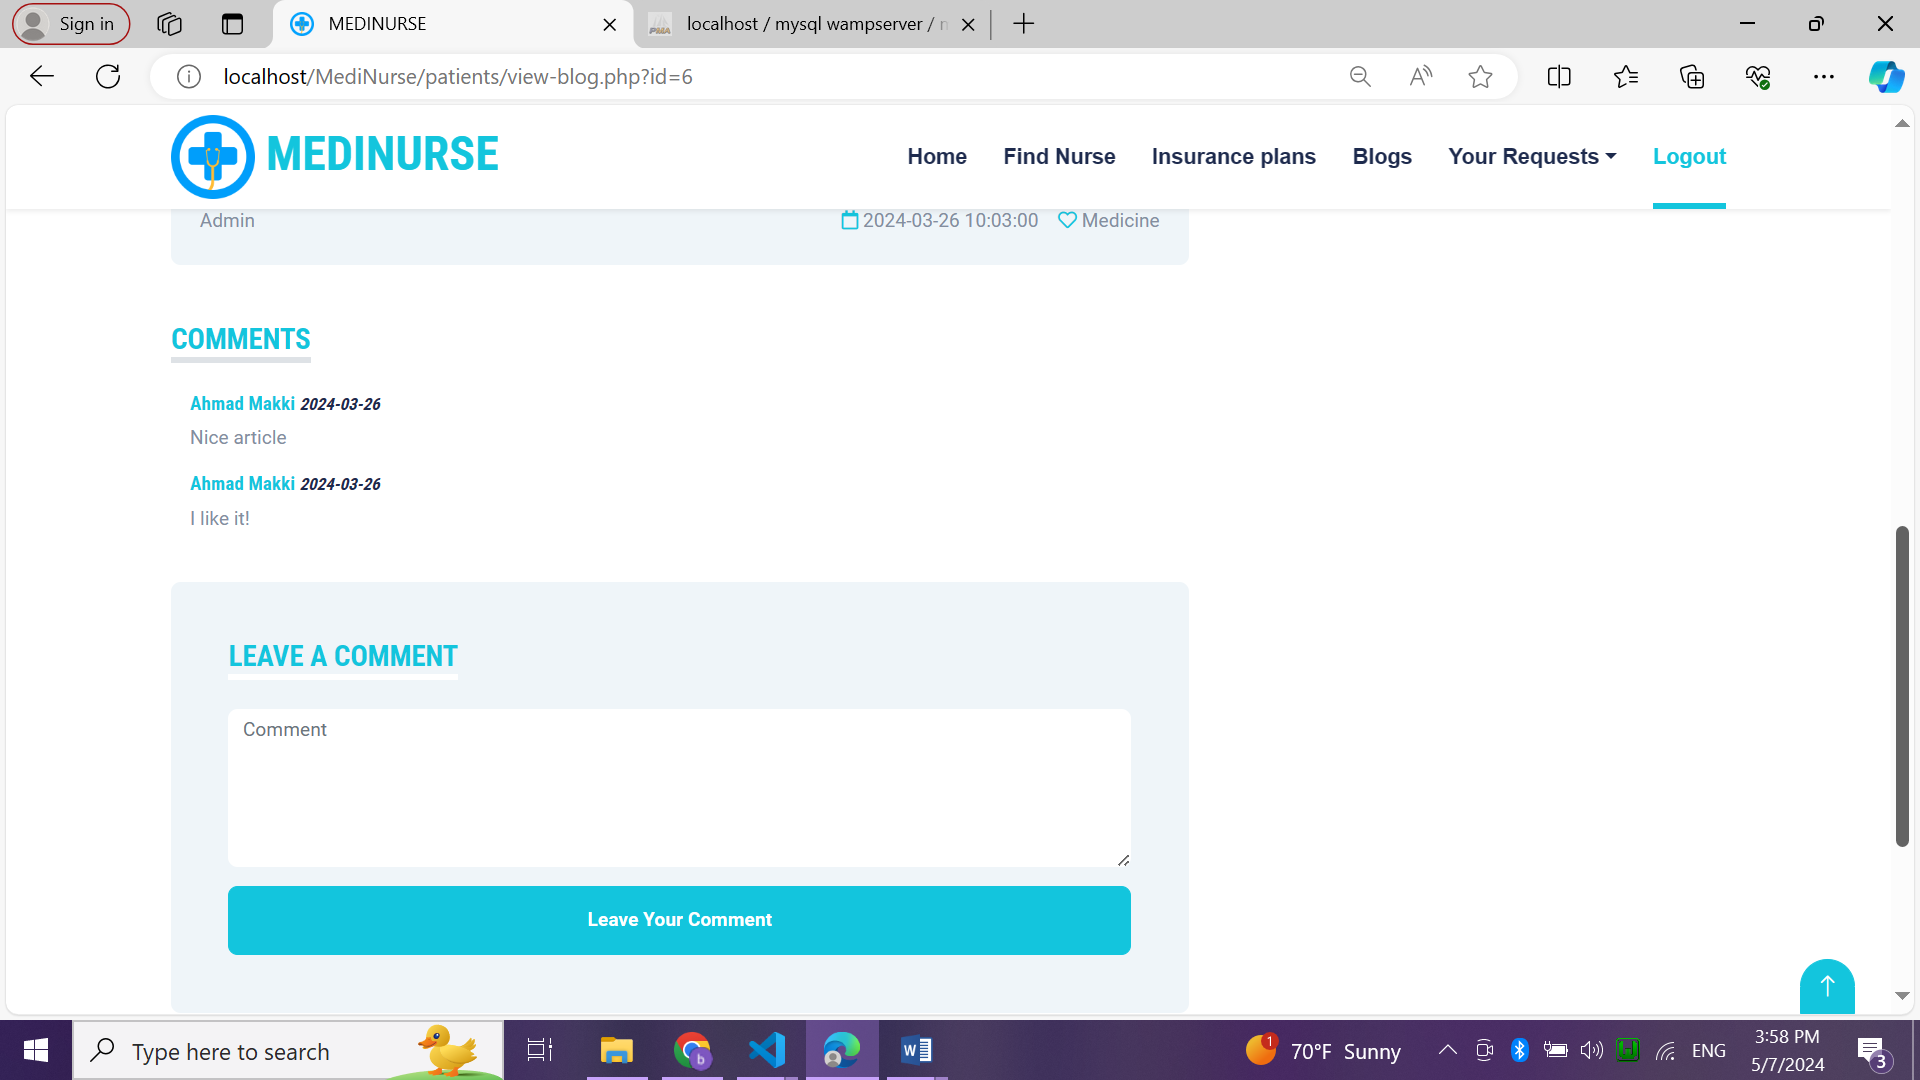 Sign in
MEDINURSE
localhost / mysql wampserver /
localhost/MediNurse/patients/view-blog.php?id=6
MEDINURSE
Home
Find Nurse
Insurance plans
Blogs
Your Requests
Logout
Admin
2024-03-26 10:03:00
Medicine
COMMENTS
Ahmad Makki 2024-03-26
Nice article
Ahmad Makki 2024-03-26
I like it!
LEAVE A COMMENT
Comment
Leave Your Comment
Type here to search
1
70°F Sunny
ENG
3:58 PM
5/7/2024
3